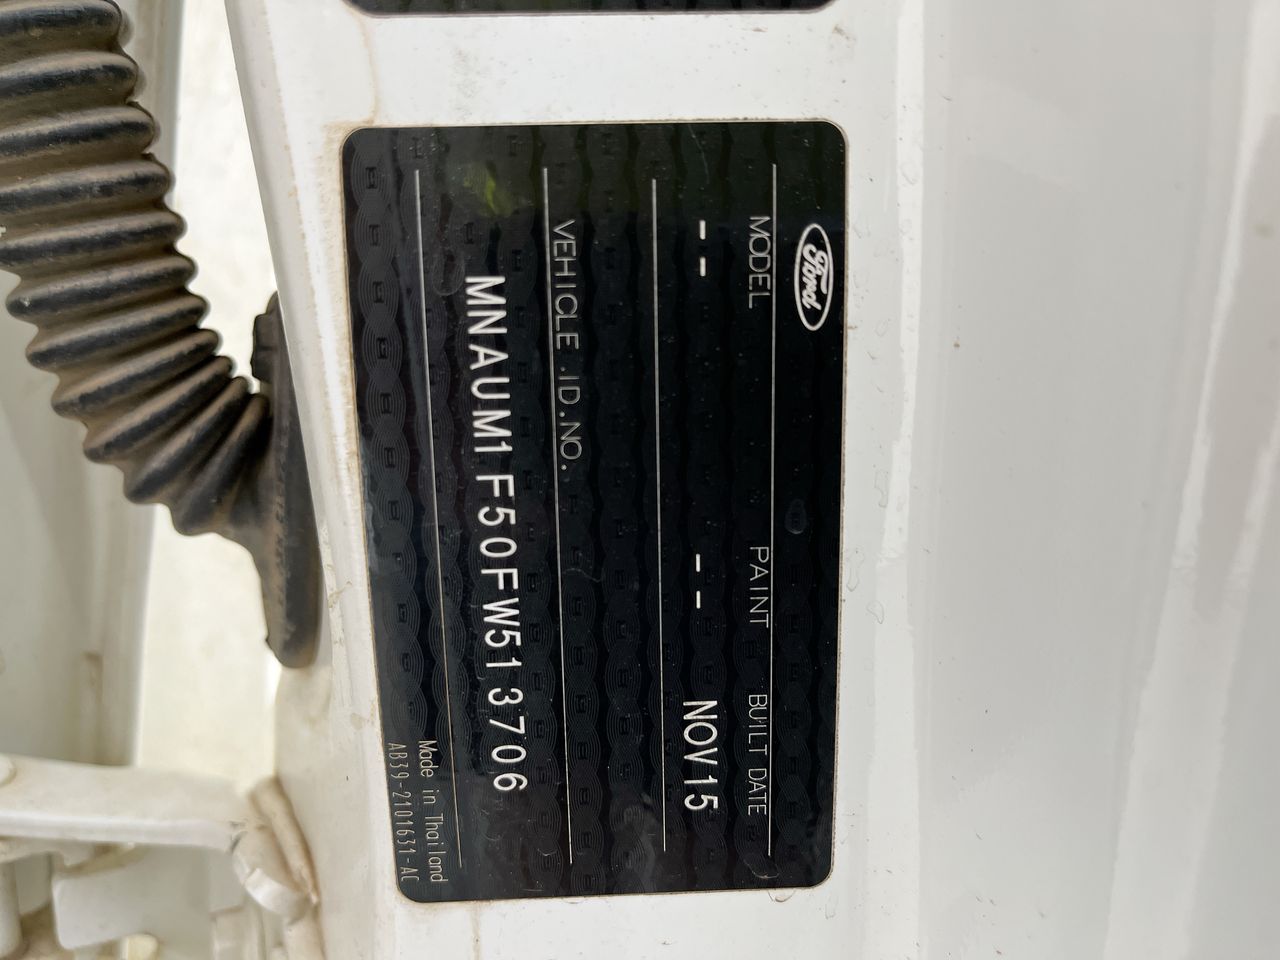 Ford
MODEL PAINT BUILT DATE
-- -- NOV15
VEHICLE .ID.NO.
MNAUM1F50FW513706
Made in Thailand
AB39-2101631-AC